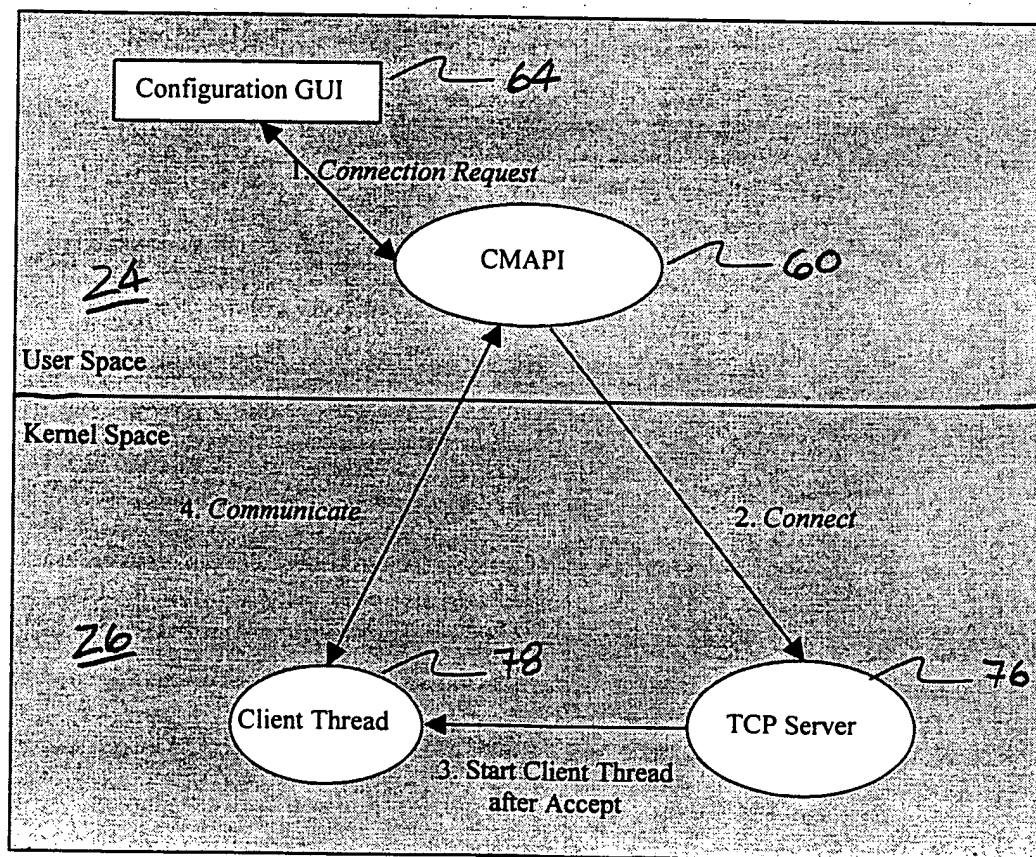 Configuration GUI
64
1. Connection Request
CMAPI
60
24
User Space
Kernel Space
4. Communicate
2. Connect
26
78
76
Client Thread
TCP Server
3. Start Client Thread
after Accept